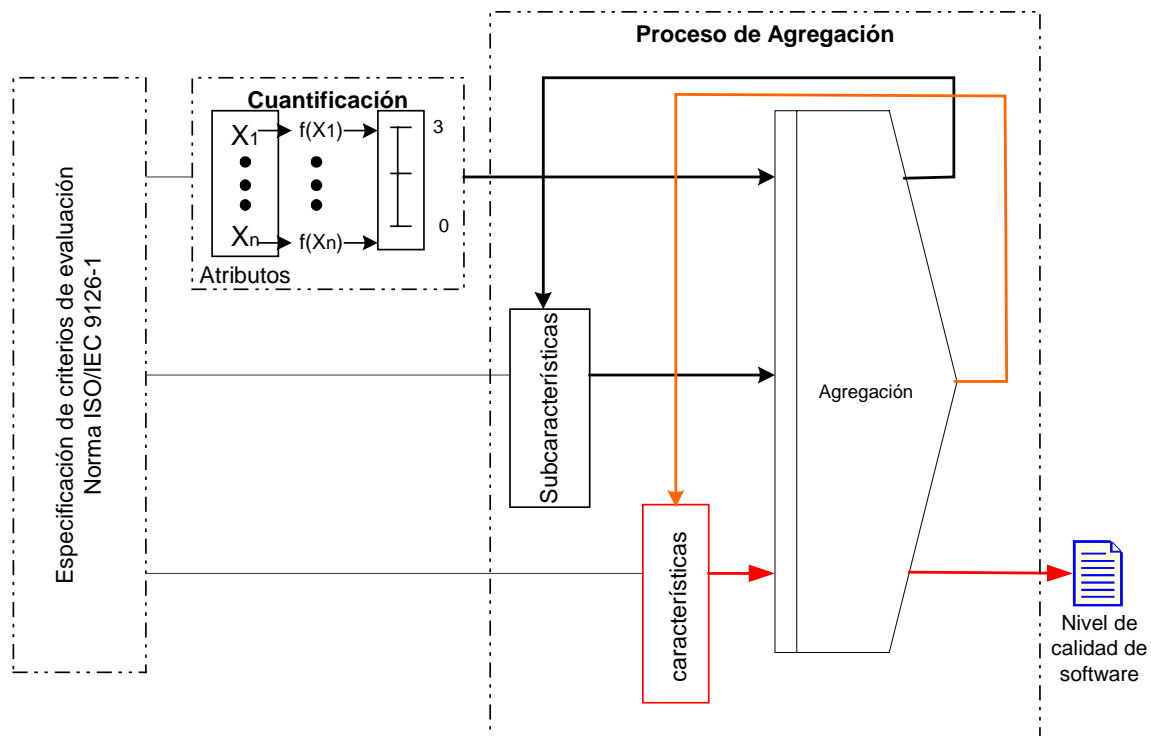 Proceso de Agregación
Cuantificación
X1
f(X1)
3
Xn
f(Xn)
0
Atributos
Especificación de criterios de evaluación
Norma ISO/IEC 9126-1
Subcaracterísticas
Agregación
características
Nivel de
calidad de
software